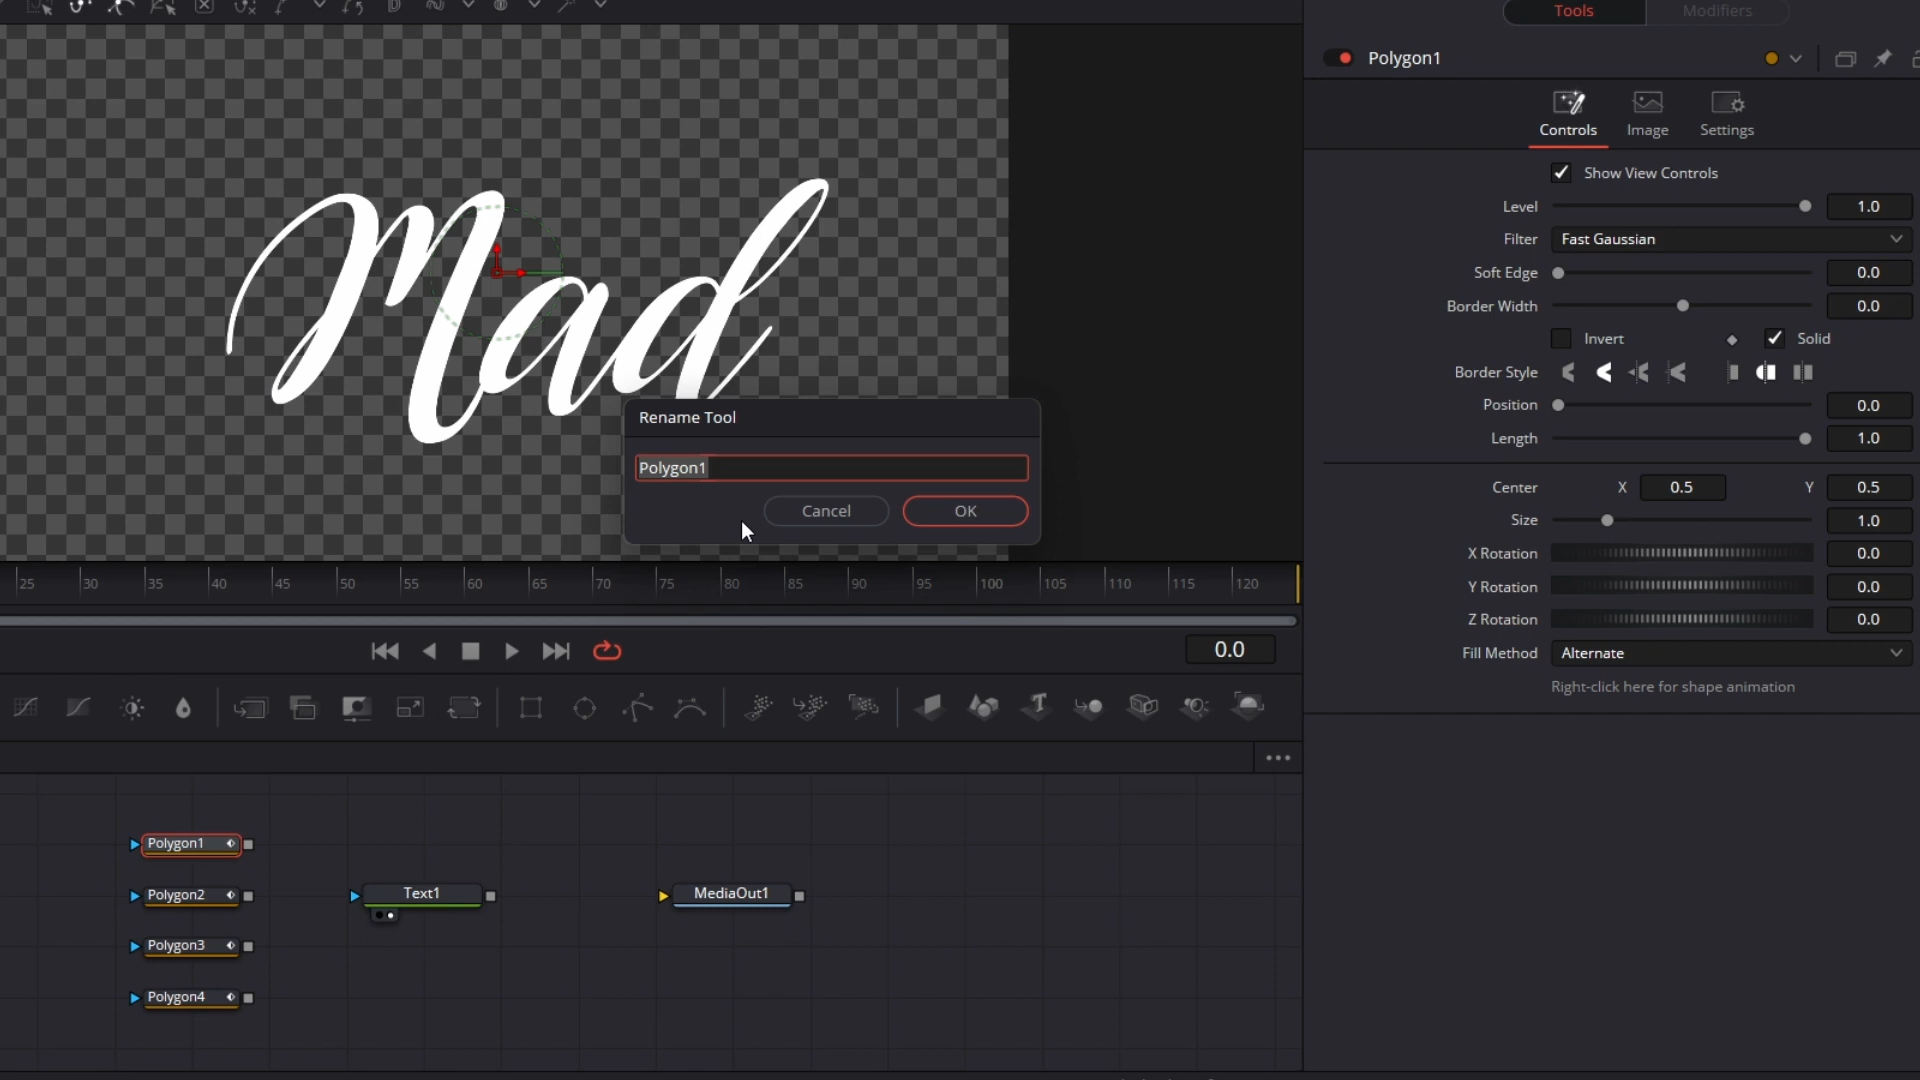 Tools
Modifiers
Polygon1
Controls
Image
Settings
Show View Controls
Level
1.0
Filter
Fast Gaussian
Soft Edge
0.0
Border Width
0.0
Invert
Solid
Border Style
Position
0.0
Length
1.0
Center
X
0.5
Y
0.5
Size
1.0
X Rotation
0.0
Y Rotation
0.0
Z Rotation
0.0
Fill Method
Alternate
Right-click here for shape animation
Mad
Rename Tool
Polygon1
Cancel
OK
25 30 35 40 45 50 55 60 65 70 75 80 85 90 95 100 105 110 115 120
0.0
Polygon1
Polygon2
Text1
MediaOut1
Polygon3
Polygon4